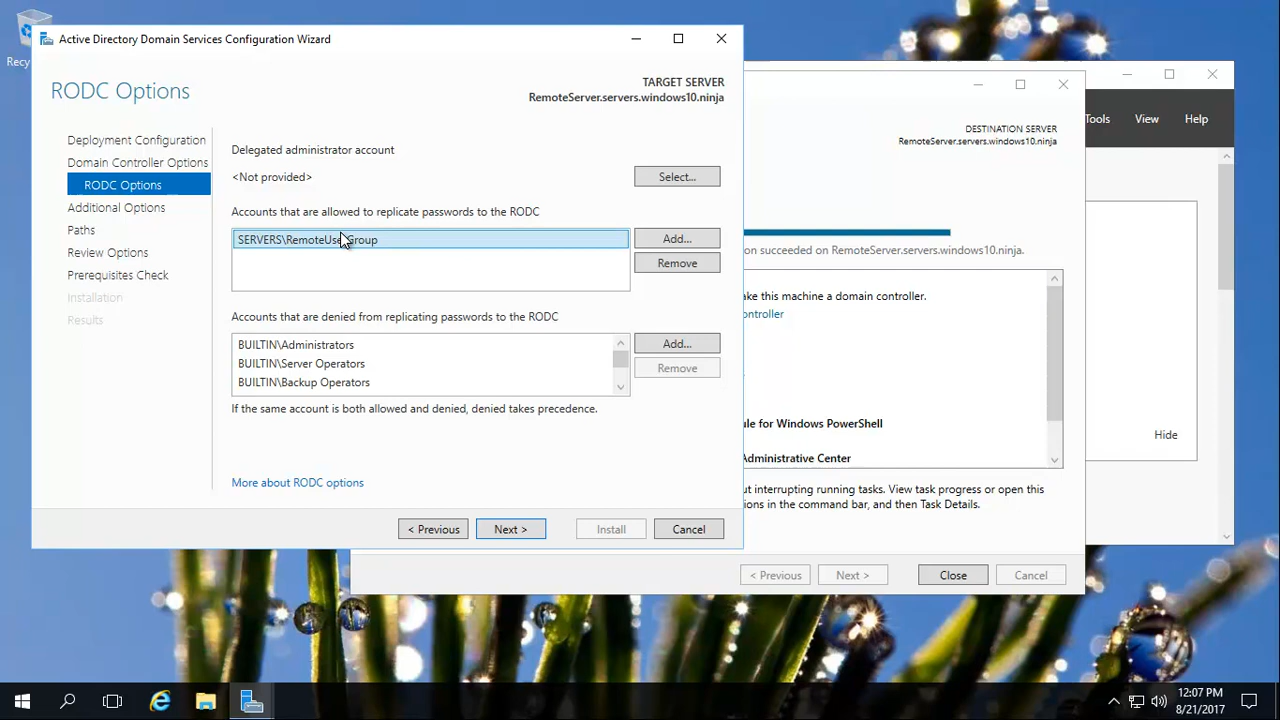 Recy
Active Directory Domain Services Configuration Wizard
RODC Options
TARGET SERVER
RemoteServer.servers.windows10.ninja
Deployment Configuration
Domain Controller Options
RODC Options
Additional Options
Paths
Review Options
Prerequisites Check
Installation
Results
Delegated administrator account
<Not provided>
Select...
Accounts that are allowed to replicate passwords to the RODC
SERVERS\RemoteUse Group
Add...
Remove
Accounts that are denied from replicating passwords to the RODC
BUILTIN\Administrators
BUILTIN\Server Operators
BUILTIN\Backup Operators
Add...
Remove
If the same account is both allowed and denied, denied takes precedence.
More about RODC options
< Previous
Next >
Install
Cancel
DESTINATION SERVER
RemoteServer.servers.windows10.ninja
on succeeded on RemoteServer.servers.windows10.ninja.
ake this machine a domain controller.
ontroller
ule for Windows PowerShell
Administrative Center
ut interrupting running tasks. View task progress or open this
ions in the command bar, and then Task Details.
< Previous
Next >
Close
Cancel
Tools
View
Help
Hide
12:07 PM
8/21/2017